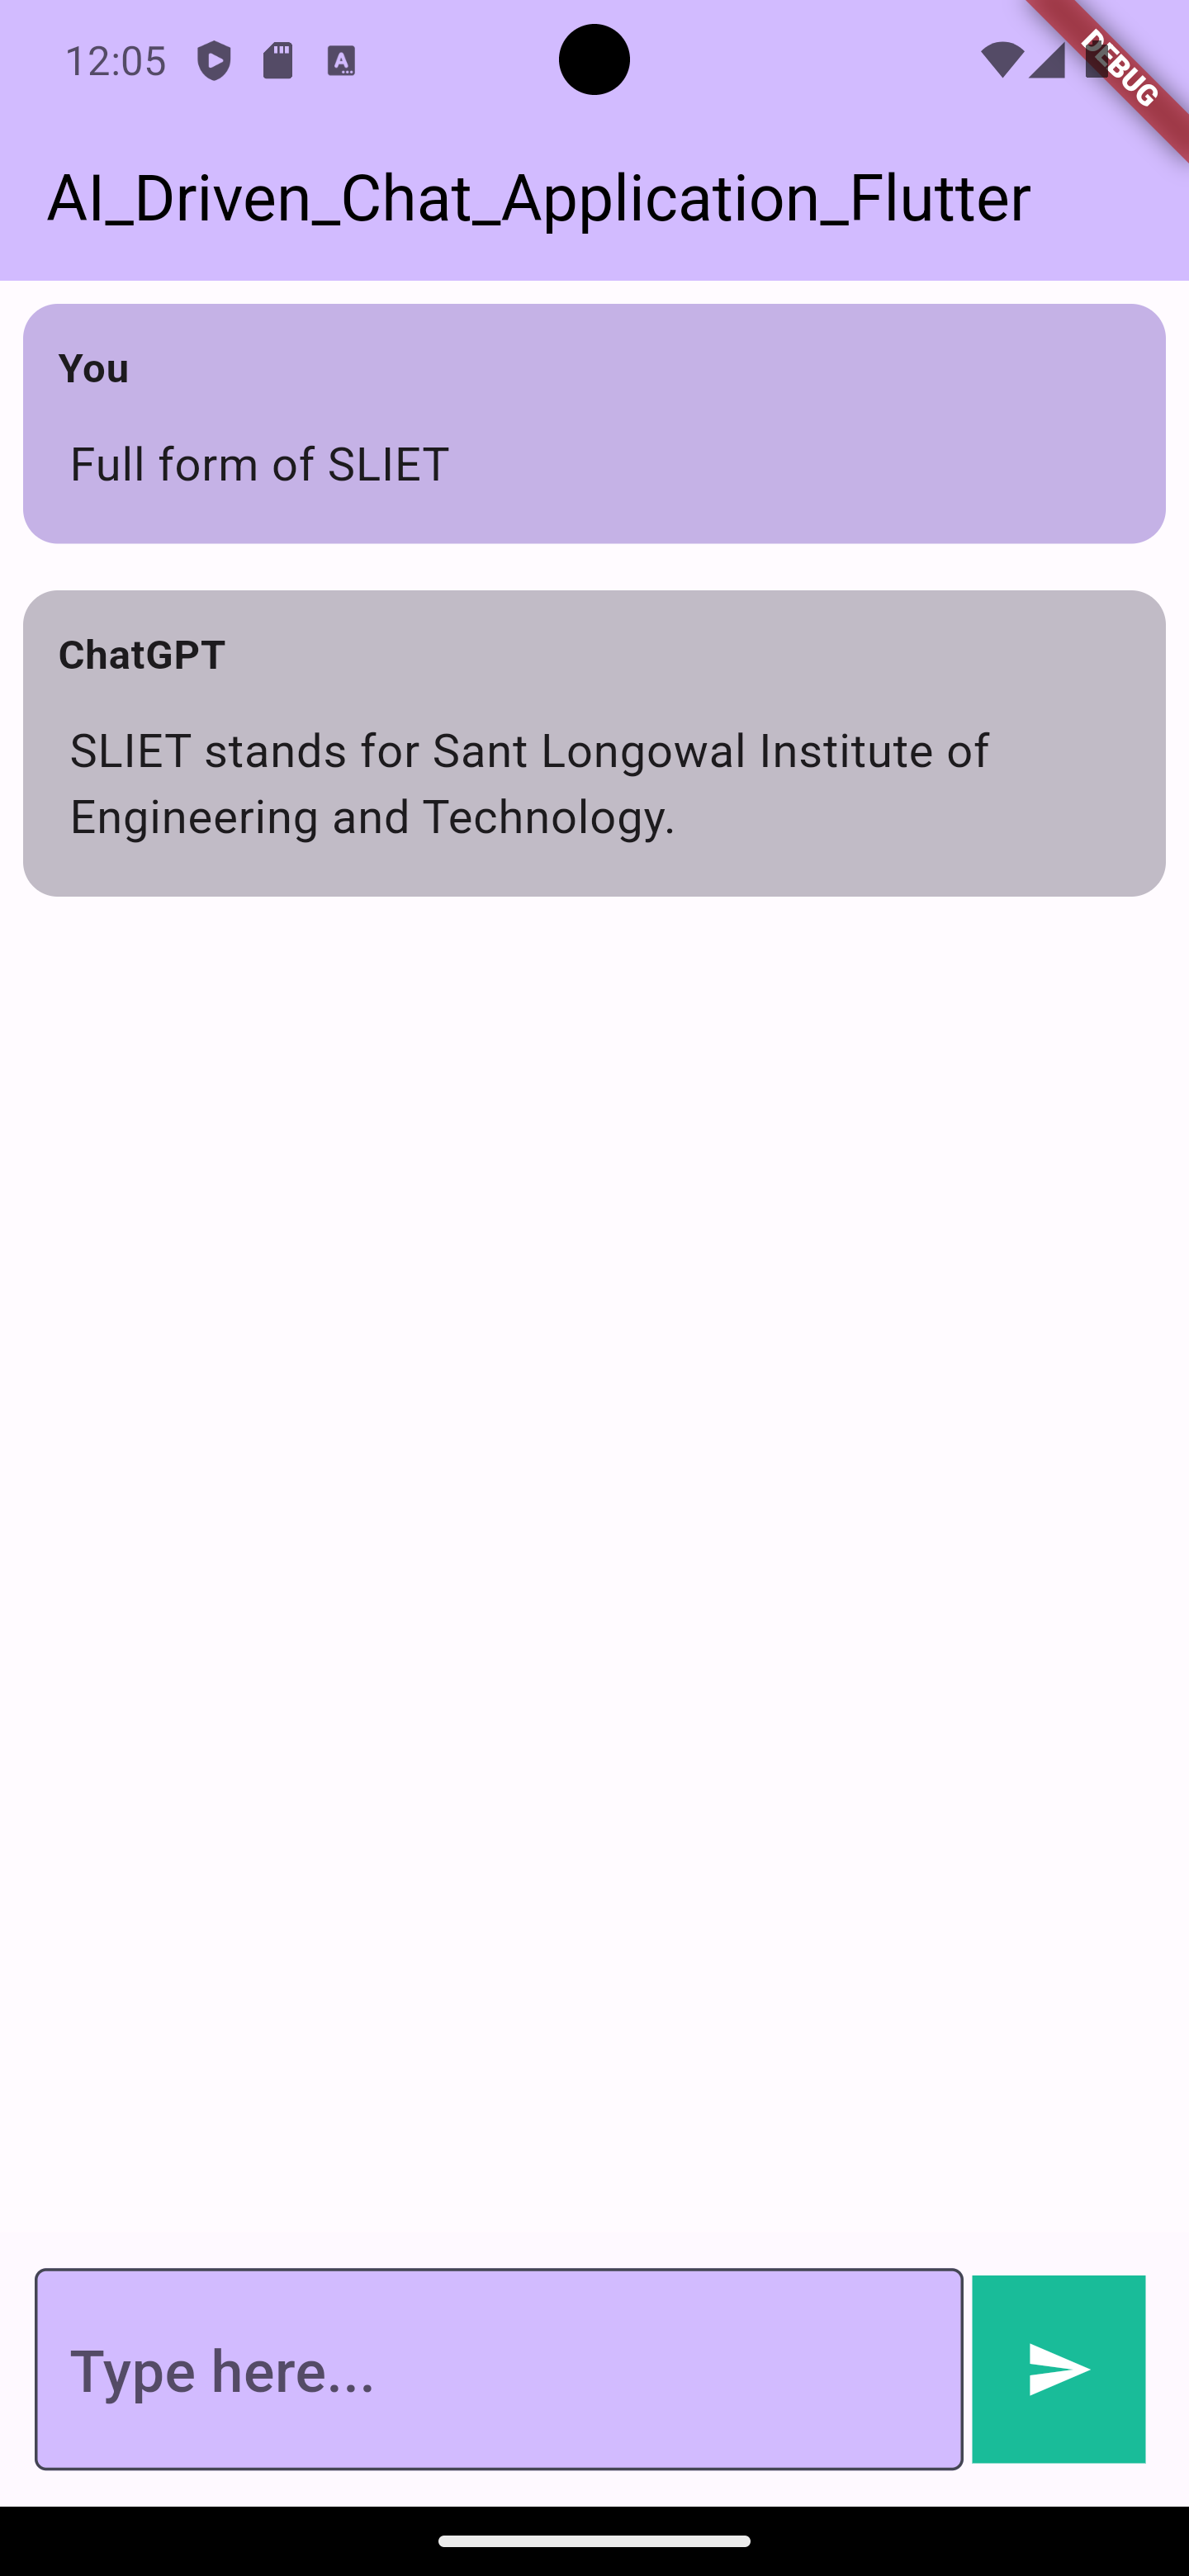 12:05
DEBUG
AI_Driven_Chat_Application_Flutter
You
Full form of SLIET
ChatGPT
SLIET stands for Sant Longowal Institute of
Engineering and Technology.
Type here...